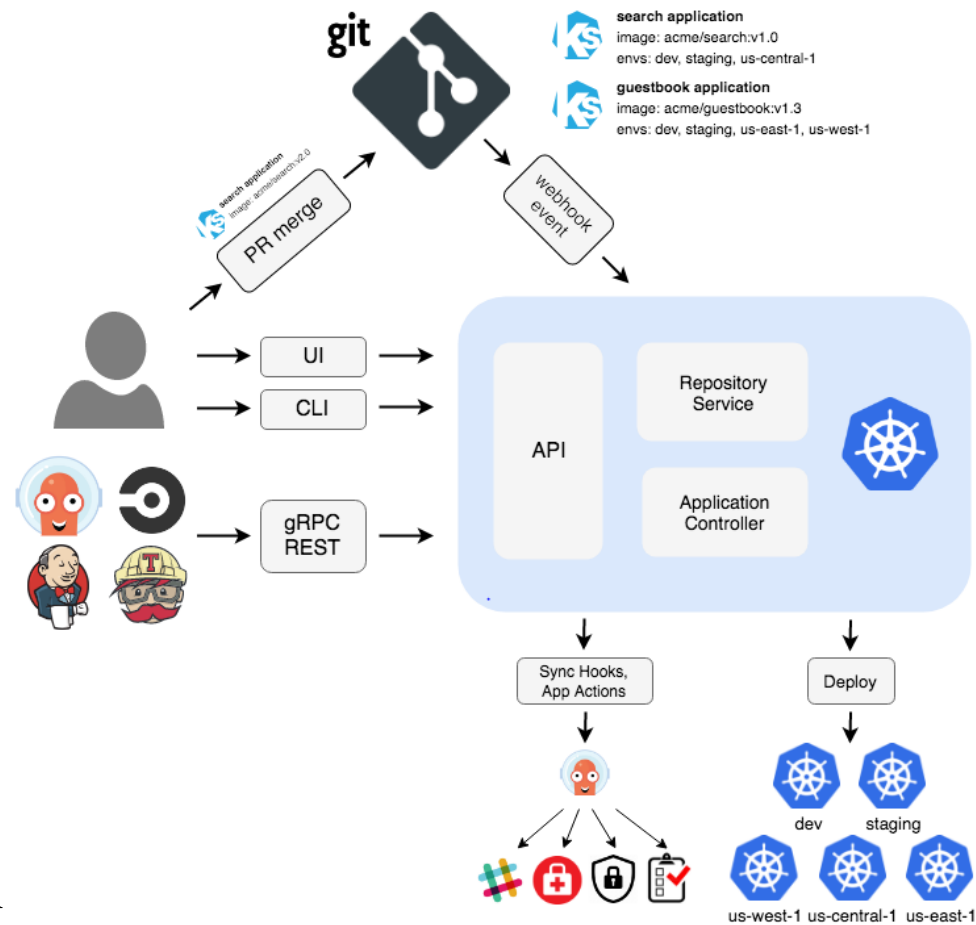 git
search application
image: acme/search:v1.0
envs: dev, staging, us-central-1
guestbook application
image: acme/guestbook:v1.3
envs: dev, staging, us-east-1, us-west-1
Ks
Ks
search application
image: acme/search:v2.0
Ks
PR merge
webhook
event
UI
CLI
gRPC
REST
API
Repository
Service
Application
Controller
T
Sync Hooks,
App Actions
Deploy
dev
staging
us-west-1
us-central-1
us-east-1